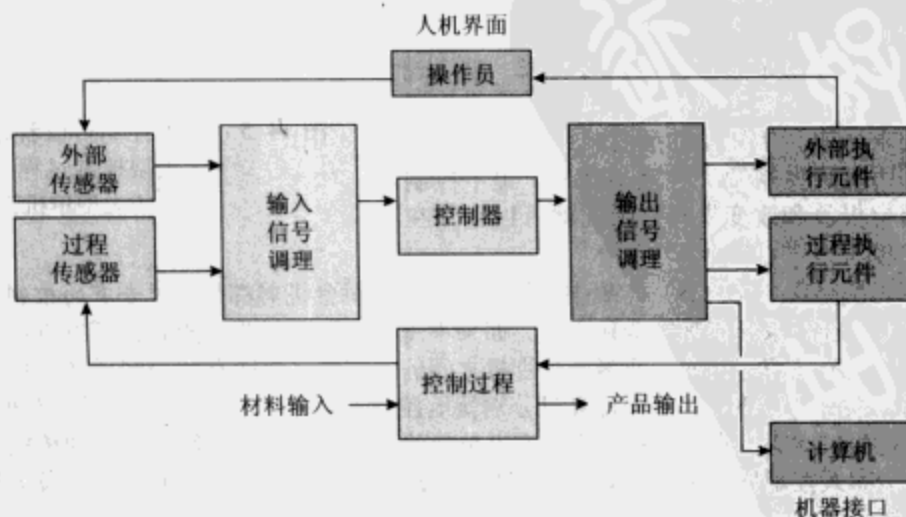 人机界面
操作员
外部
传感器
过程
传感器
输入
信号
调理
控制器
输出
信号
调理
外部执
行元件
过程执
行元件
控制过程
材料输入
产品输出
计算机
机器接口